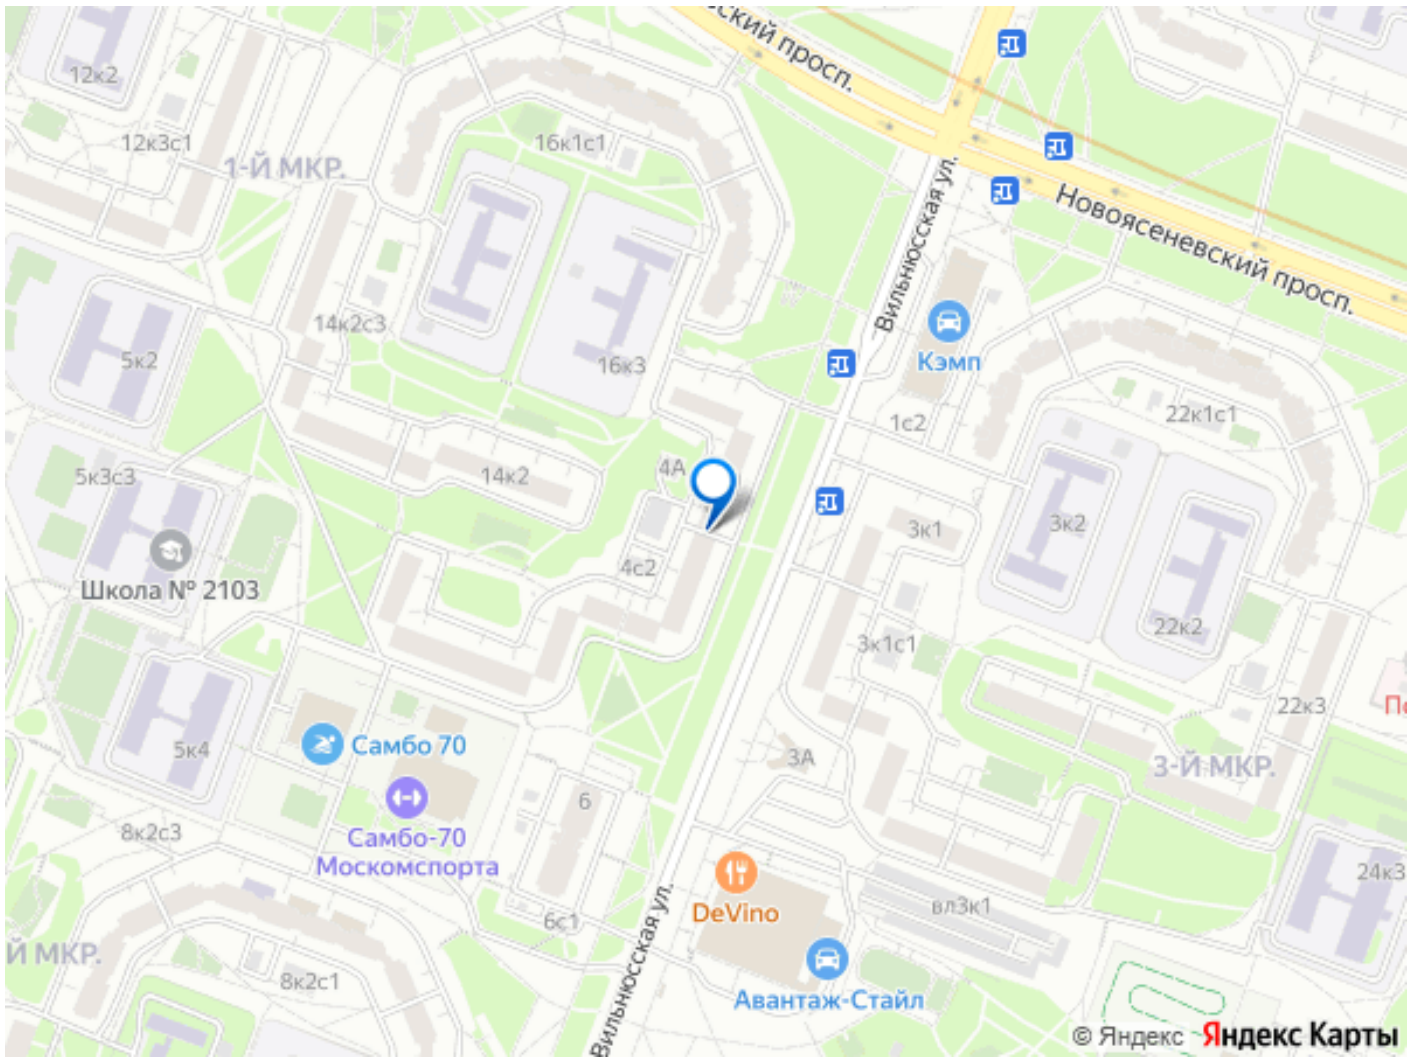 ский просп.
12к2
12к3с1
16к1с1
1-Й МКР.
Вильнюсская ул.
Новоясеневский просп.
14к2с3
5к2
16к3
Кэмп
1с2
22к1с1
5к3с3
14к2
4А
3к1
3к2
4с2
Школа № 2103
22к2
3к1с1
22к3
По
5к4
Самбо 70
3А
3-Й МКР.
6
8к2с3
Самбо-70
Москомспорта
24к3
DeVino
вл3к1
6с1
Й МКР.
8к2с1
Вильнюсская ул.
Авантаж-Стайл
© Яндекс Яндекс Карты